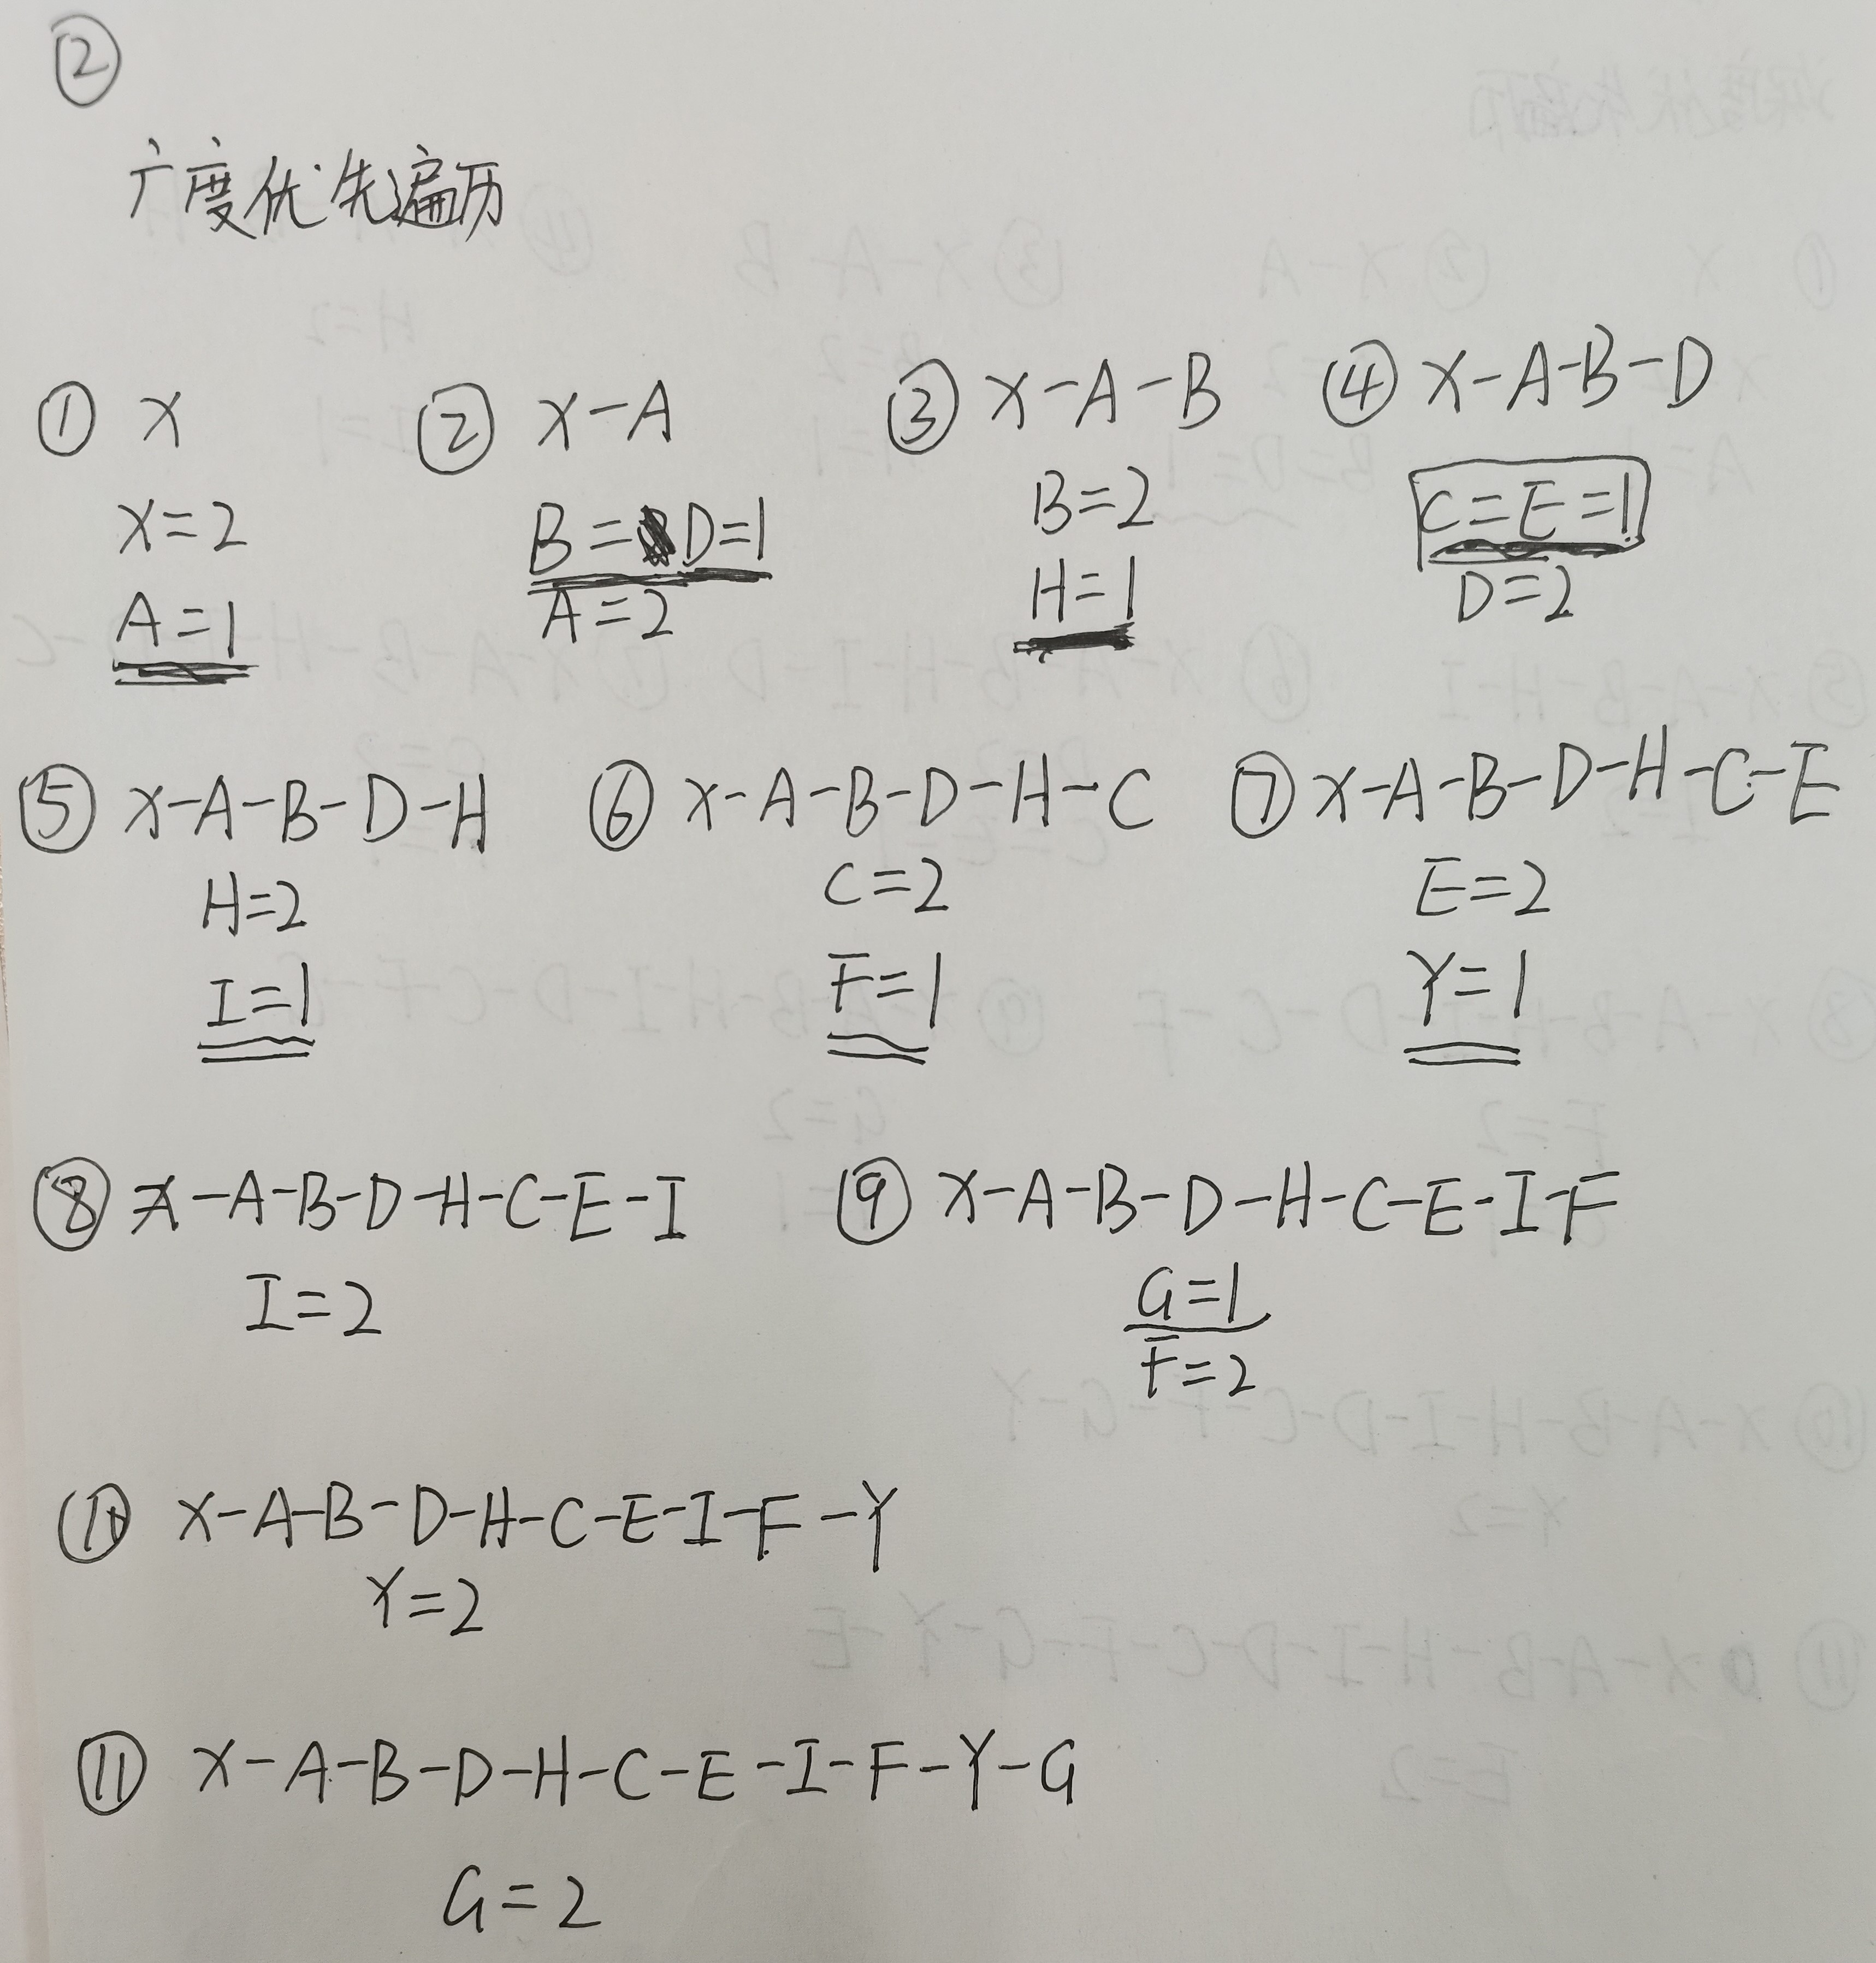 ②
广度优先遍历
① X ② X-A ③ X-A-B ④ X-A-B-D
X=2 B=D=1 B=2 C=E=1
A=1 A=2 H=1 D=2
⑤ X-A-B-D-H ⑥ X-A-B-D-H-C ⑦ X-A-B-D-H-C-E
H=2 C=2 E=2
I=1 F=1 Y=1
⑧ X-A-B-D-H-C-E-I ⑨ X-A-B-D-H-C-E-I-F
I=2 G=1
F=2
⑩ X-A-B-D-H-C-E-I-F-Y
Y=2
⑪ X-A-B-D-H-C-E-I-F-Y-G
G=2